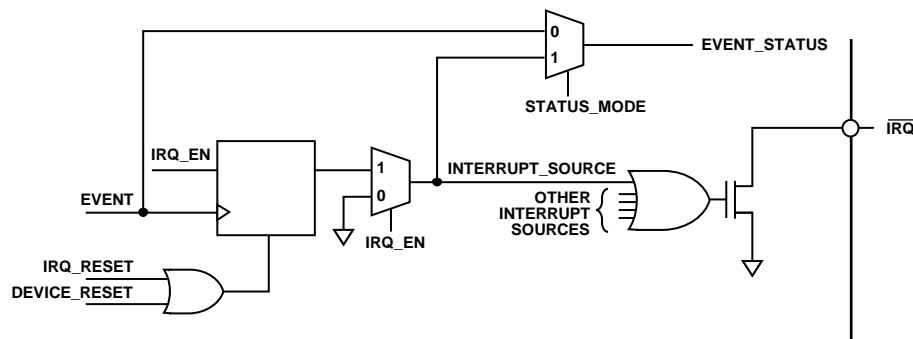 0
1
EVENT_STATUS
STATUS_MODE
IRQ
IRQ_EN
1
0
INTERRUPT_SOURCE
EVENT
OTHER
INTERRUPT
SOURCES
IRQ_EN
IRQ_RESET
DEVICE_RESET